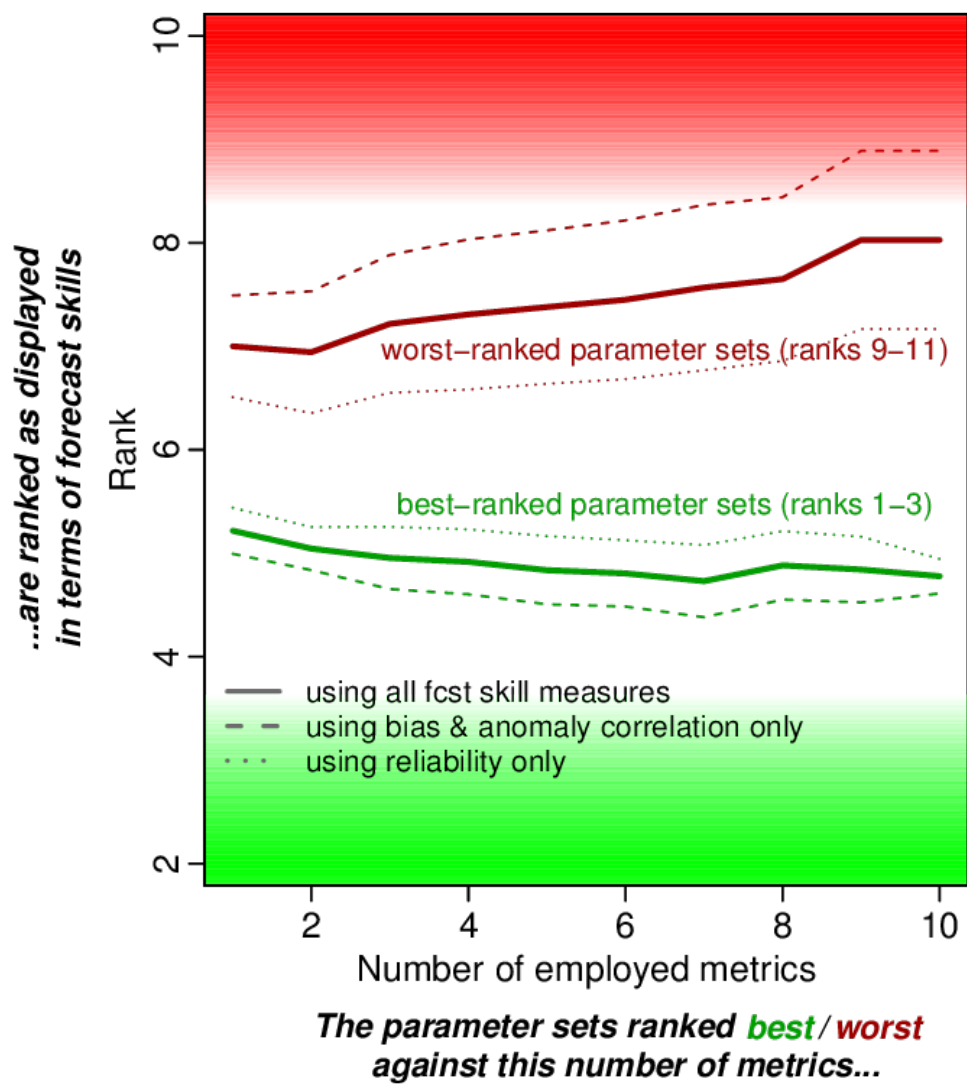 ...are ranked as displayed
in terms of forecast skills
Rank
10
8
6
4
2
worst–ranked parameter sets (ranks 9–11)
best–ranked parameter sets (ranks 1–3)
using all fcst skill measures
using bias & anomaly correlation only
using reliability only
2 4 6 8 10
Number of employed metrics
The parameter sets ranked best/worst
against this number of metrics...